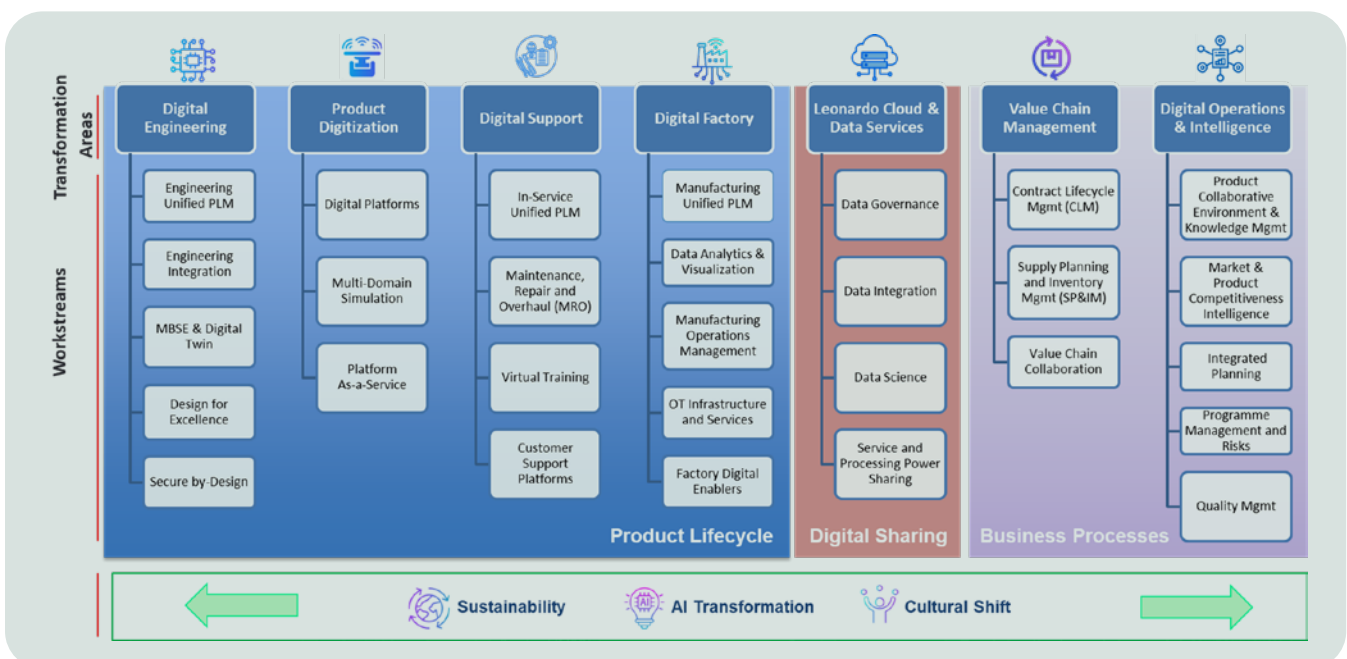 Transformation
Areas
Workstreams
Digital
Engineering
Engineering
Unified PLM
Engineering
Integration
MBSE & Digital
Twin
Design for
Excellence
Secure by-Design
Product
Digitization
Digital Platforms
Multi-Domain
Simulation
Platform
As-a-Service
Digital Support
In-Service
Unified PLM
Maintenance,
Repair and
Overhaul (MRO)
Virtual Training
Customer
Support
Platforms
Digital Factory
Manufacturing
Unified PLM
Data Analytics &
Visualization
Manufacturing
Operations
Management
OT Infrastructure
and Services
Factory Digital
Enablers
Product Lifecycle
Leonardo Cloud &
Data Services
Data Governance
Data Integration
Data Science
Service and
Processing Power
Sharing
Digital Sharing
Value Chain
Management
Contract Lifecycle
Mgmt (CLM)
Supply Planning
and Inventory
Mgmt (SP&IM)
Value Chain
Collaboration
Digital Operations
& Intelligence
Product
Collaborative
Environment &
Knowledge Mgmt
Market &
Product
Competitiveness
Intelligence
Integrated
Planning
Programme
Management and
Risks
Quality Mgmt
Business Processes
Sustainability
AI
AI Transformation
Cultural Shift